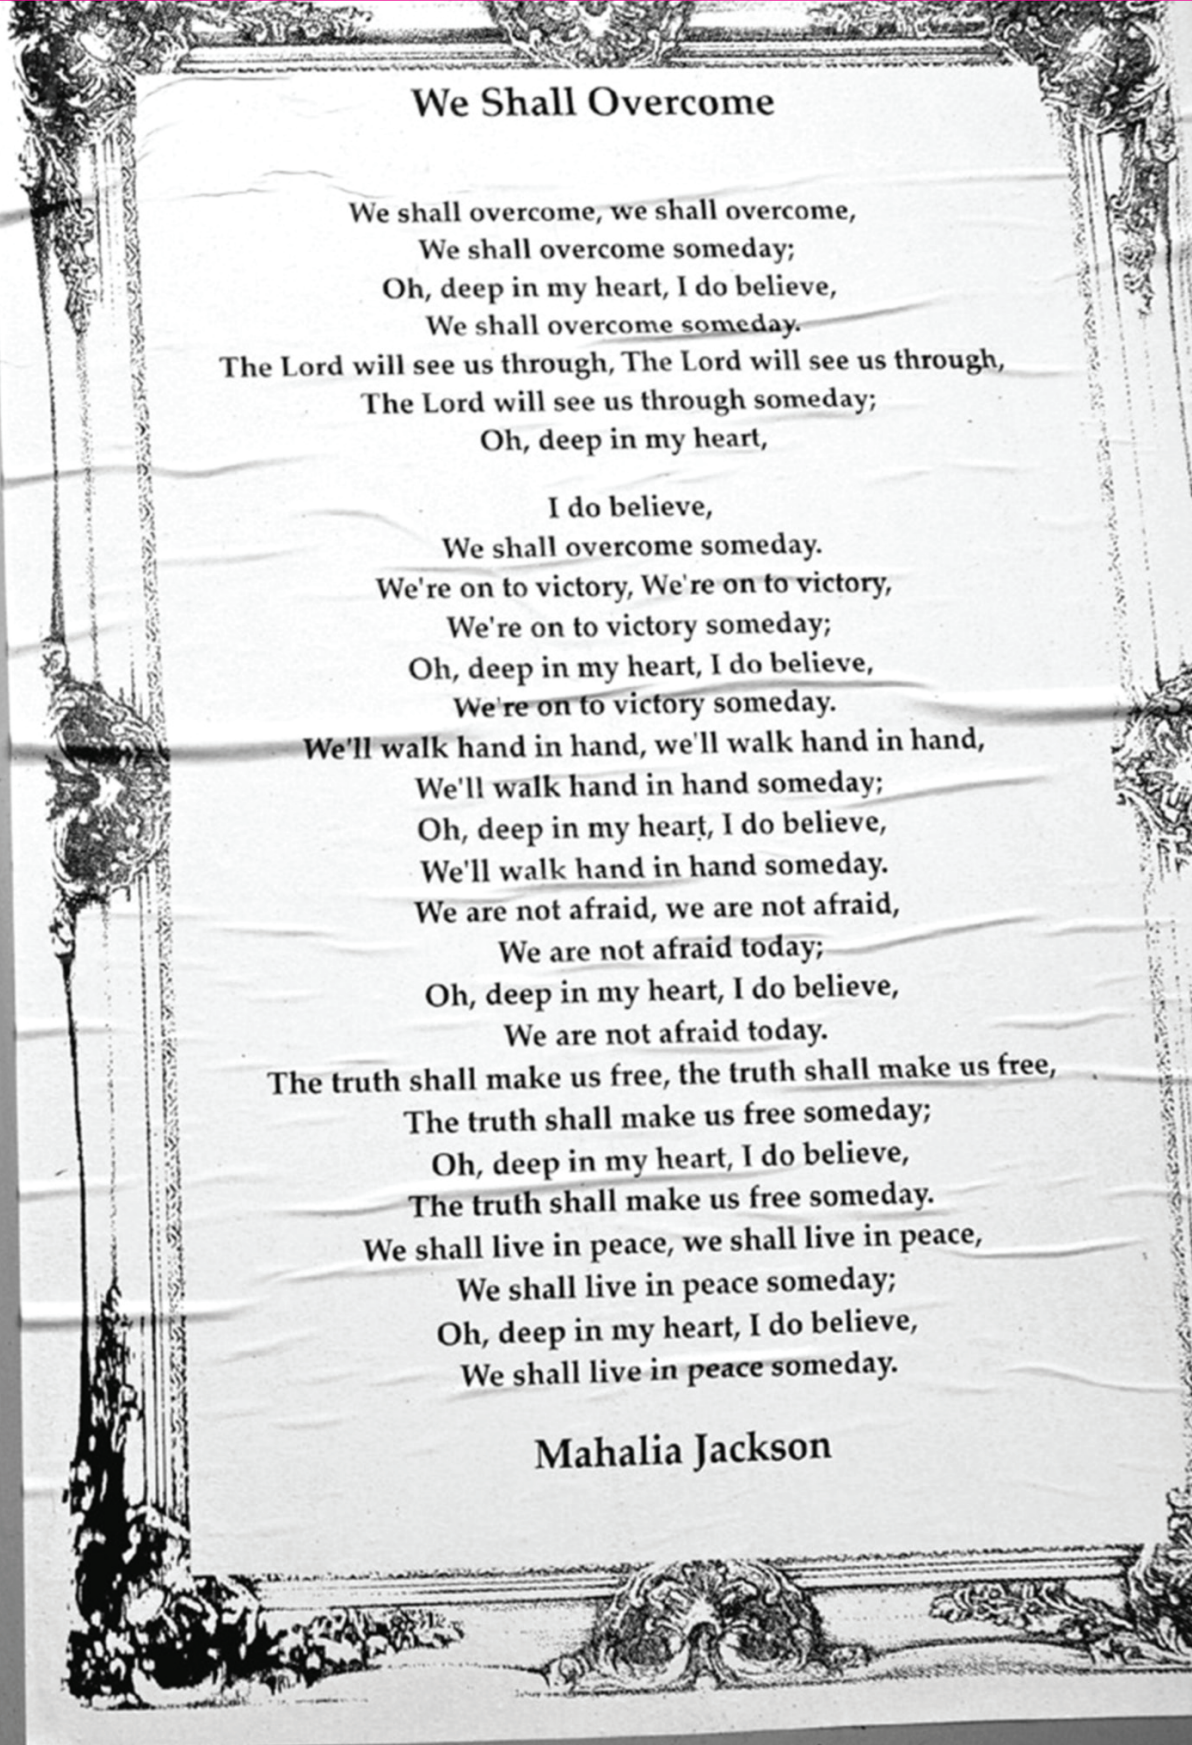 We Shall Overcome
We shall overcome, we shall overcome,
We shall overcome someday;
Oh, deep in my heart, I do believe,
We shall overcome someday.
The Lord will see us through, The Lord will see us through,
The Lord will see us through someday;
Oh, deep in my heart,
I do believe,
We shall overcome someday.
We're on to victory, We're on to victory,
We're on to victory someday;
Oh, deep in my heart, I do believe,
We're on to victory someday.
We'll walk hand in hand, we'll walk hand in hand,
We'll walk hand in hand someday;
Oh, deep in my heart, I do believe,
We'll walk hand in hand someday.
We are not afraid, we are not afraid,
We are not afraid today;
Oh, deep in my heart, I do believe,
We are not afraid today.
The truth shall make us free, the truth shall make us free,
The truth shall make us free someday;
Oh, deep in my heart, I do believe,
The truth shall make us free someday.
We shall live in peace, we shall live in peace,
We shall live in peace someday;
Oh, deep in my heart, I do believe,
We shall live in peace someday.
Mahalia Jackson